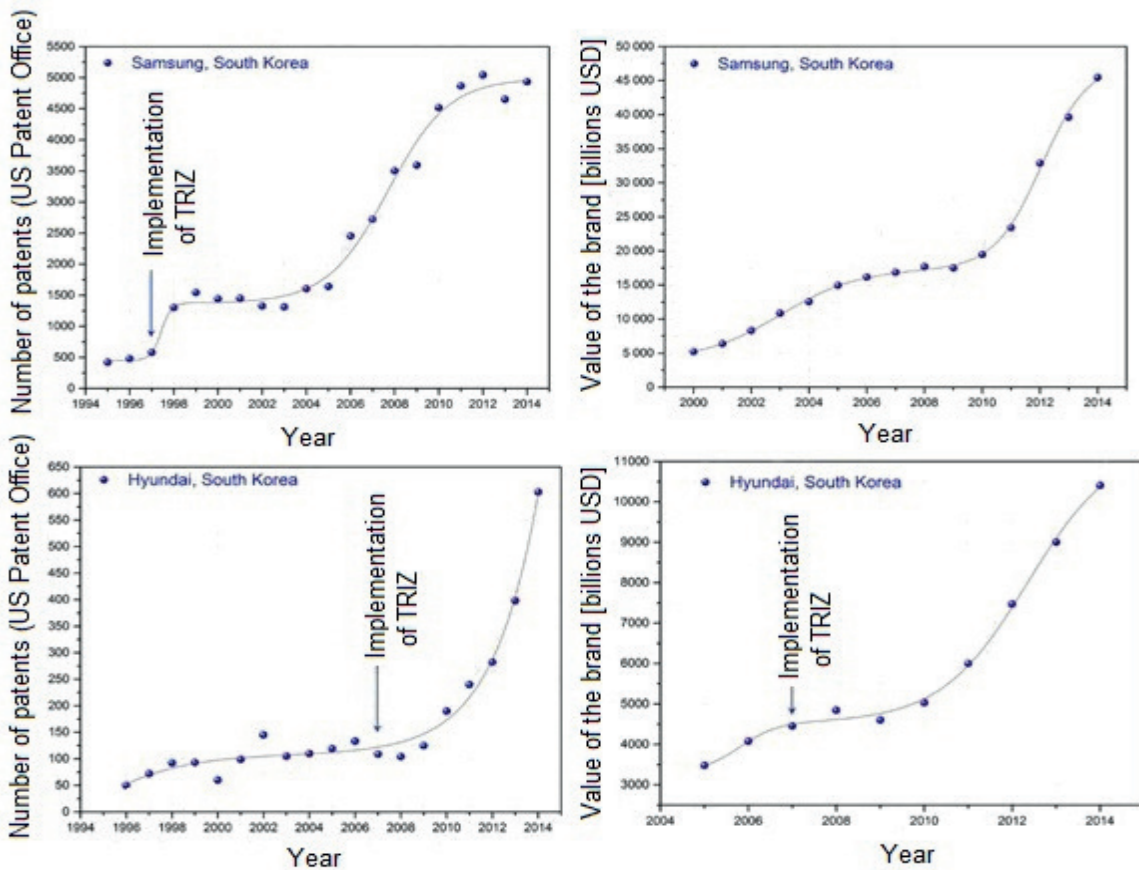 Number of patents (US Patent Office)
5500
5000
4500
4000
3500
3000
2500
2000
1500
1000
500
0
Samsung, South Korea
Implementation
of TRIZ
1994 1996 1998 2000 2002 2004 2006 2008 2010 2012 2014
Year
Value of the brand [billions USD]
50 000
45 000
40 000
35 000
30 000
25 000
20 000
15 000
10 000
5 000
0
Samsung, South Korea
2000 2002 2004 2006 2008 2010 2012 2014
Year
Number of patents (US Patent Office)
650
600
550
500
450
400
350
300
250
200
150
100
50
0
Hyundai, South Korea
Implementation
of TRIZ
1994 1996 1998 2000 2002 2004 2006 2008 2010 2012 2014
Year
Value of the brand [billions USD]
11000
10000
9000
8000
7000
6000
5000
4000
3000
Hyundai, South Korea
Implementation
of TRIZ
2004 2006 2008 2010 2012 2014
Year